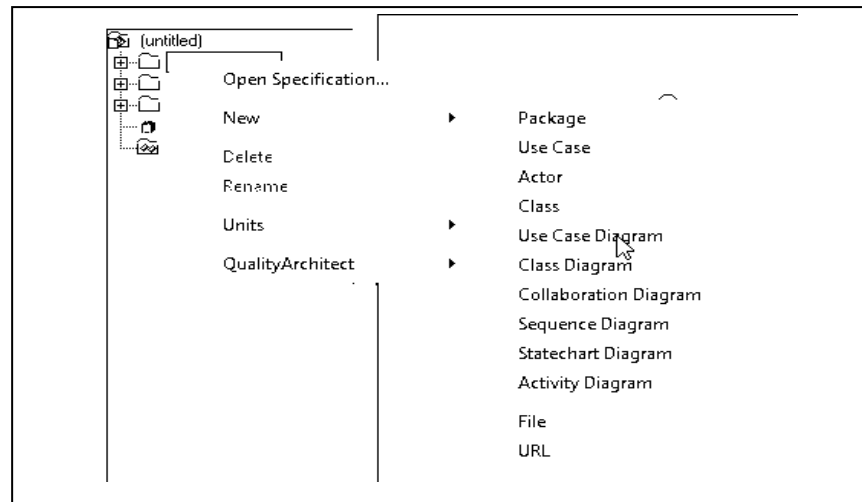 (untitled)
Open Specification...
New
Delete
Rename
Units
QualityArchitect
Package
Use Case
Actor
Class
Use Case Diagram
Class Diagram
Collaboration Diagram
Sequence Diagram
Statechart Diagram
Activity Diagram
File
URL